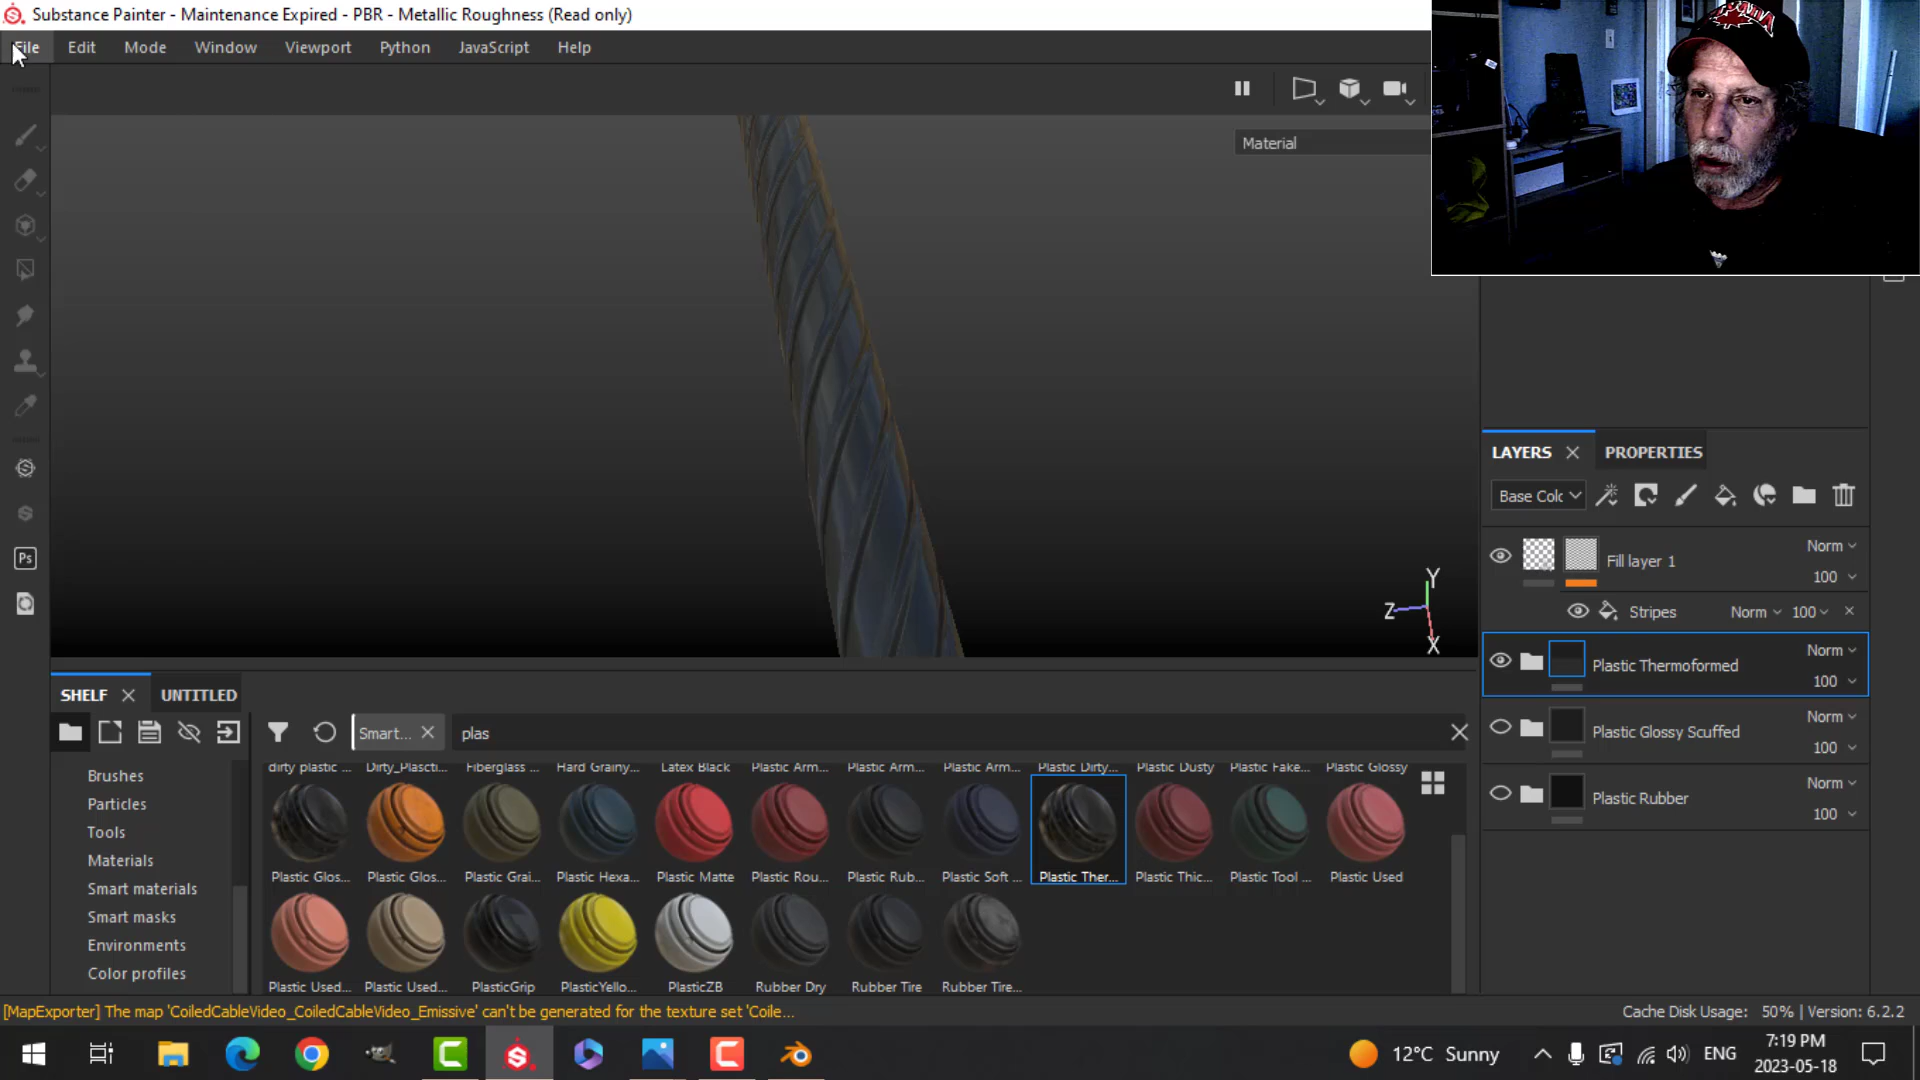 Substance Painter - Maintenance Expired - PBR - Metallic Roughness (Read only)
File Edit Mode Window Viewport Python JavaScript Help
Material
Y
Z
X
LAYERS PROPERTIES
Base Colc
Norm
Fill layer 1
100
Stripes Norm 100
Norm
Plastic Thermoformed
100
Norm
Plastic Glossy Scuffed
100
Norm
Plastic Rubber
100
SHELF UNTITLED
Smart... plas
Brushes
Particles
Tools
Materials
Smart materials
Smart masks
Environments
Color profiles
dirty plastic ... Dirty_Plascti... Fiberglass ... Hard Grainy... Latex Black Plastic Arm... Plastic Arm... Plastic Arm... Plastic Dirty... Plastic Dusty Plastic Fake... Plastic Glossy
Plastic Glos... Plastic Glos... Plastic Grai... Plastic Hexa... Plastic Matte Plastic Rou... Plastic Rub... Plastic Soft ... Plastic Ther... Plastic Thic... Plastic Tool ... Plastic Used
Plastic Used... Plastic Used... PlasticGrip PlasticYello... PlasticZB Rubber Dry Rubber Tire Rubber Tire...
Ps
[MapExporter] The map 'CoiledCableVideo_CoiledCableVideo_Emissive' can't be generated for the texture set 'Coile...
Cache Disk Usage: 50% | Version: 6.2.2
12°C Sunny
ENG
7:19 PM
2023-05-18